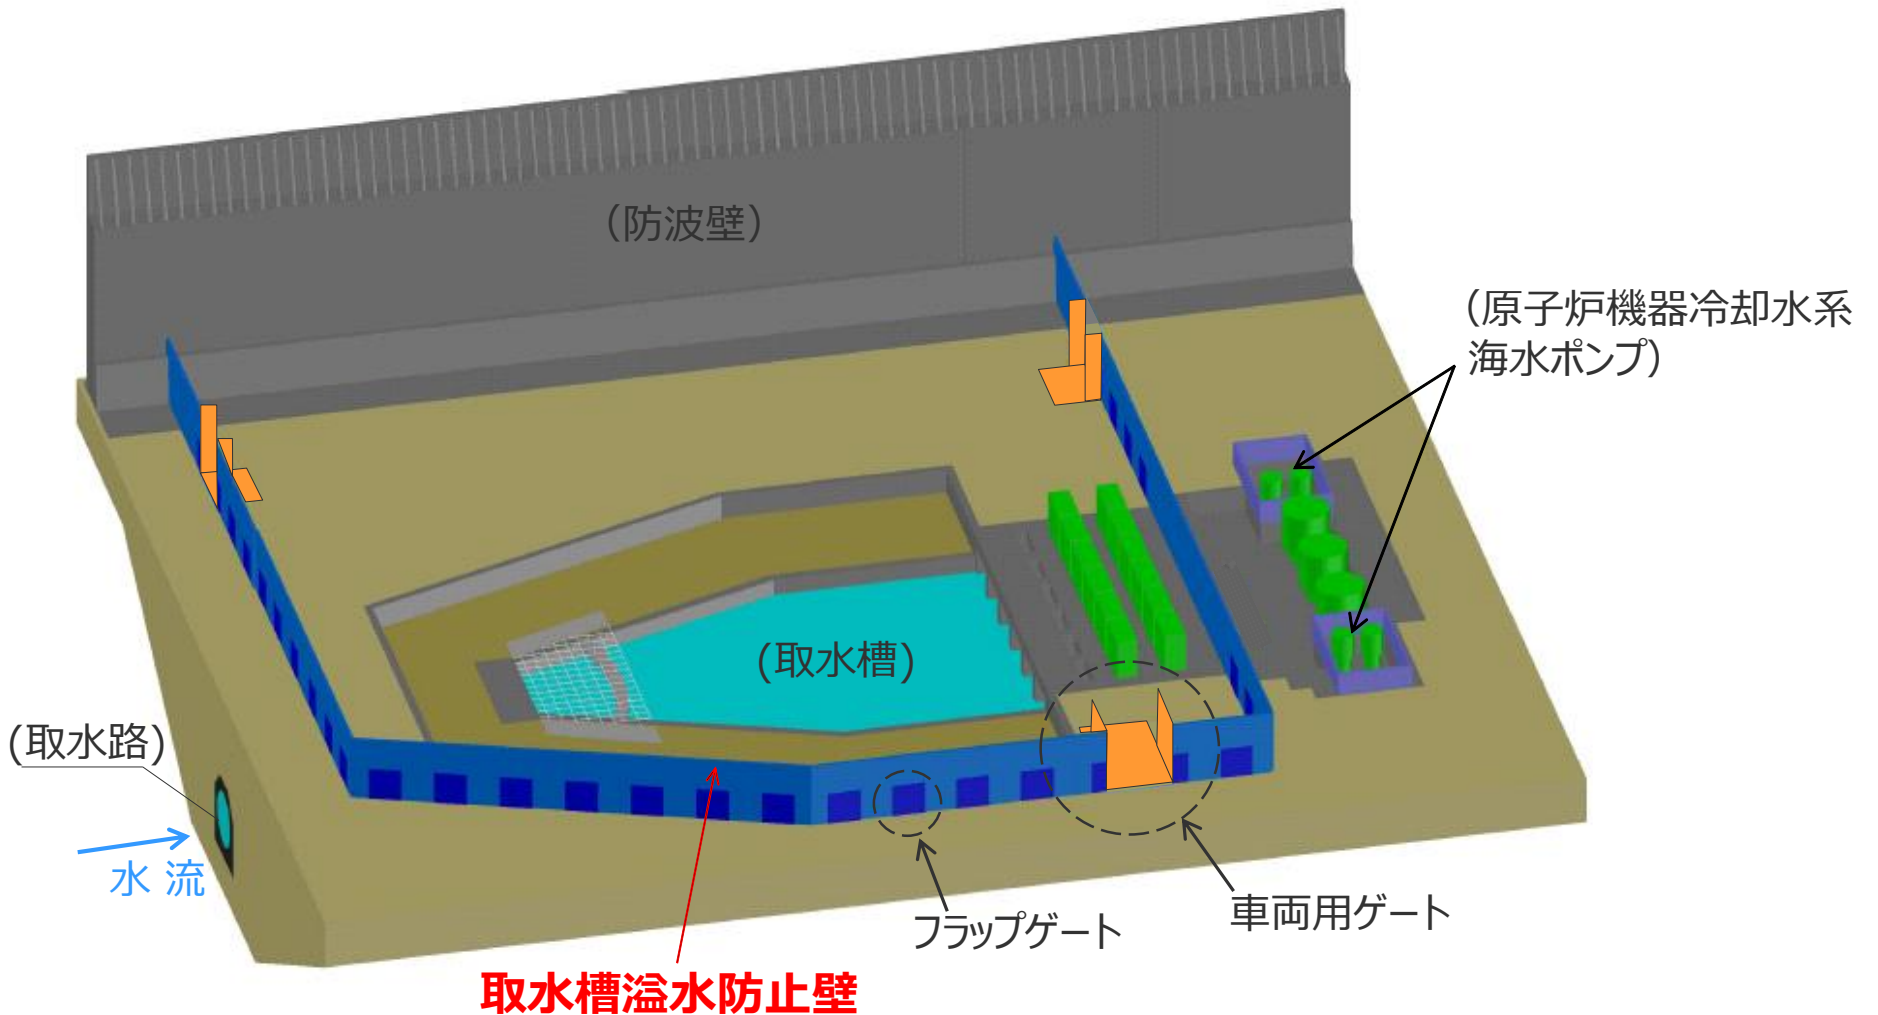 (防波壁)
(原子炉機器冷却水系
海水ポンプ)
(取水槽)
(取水路)
水 流
フラップゲート
車両用ゲート
取水槽溢水防止壁